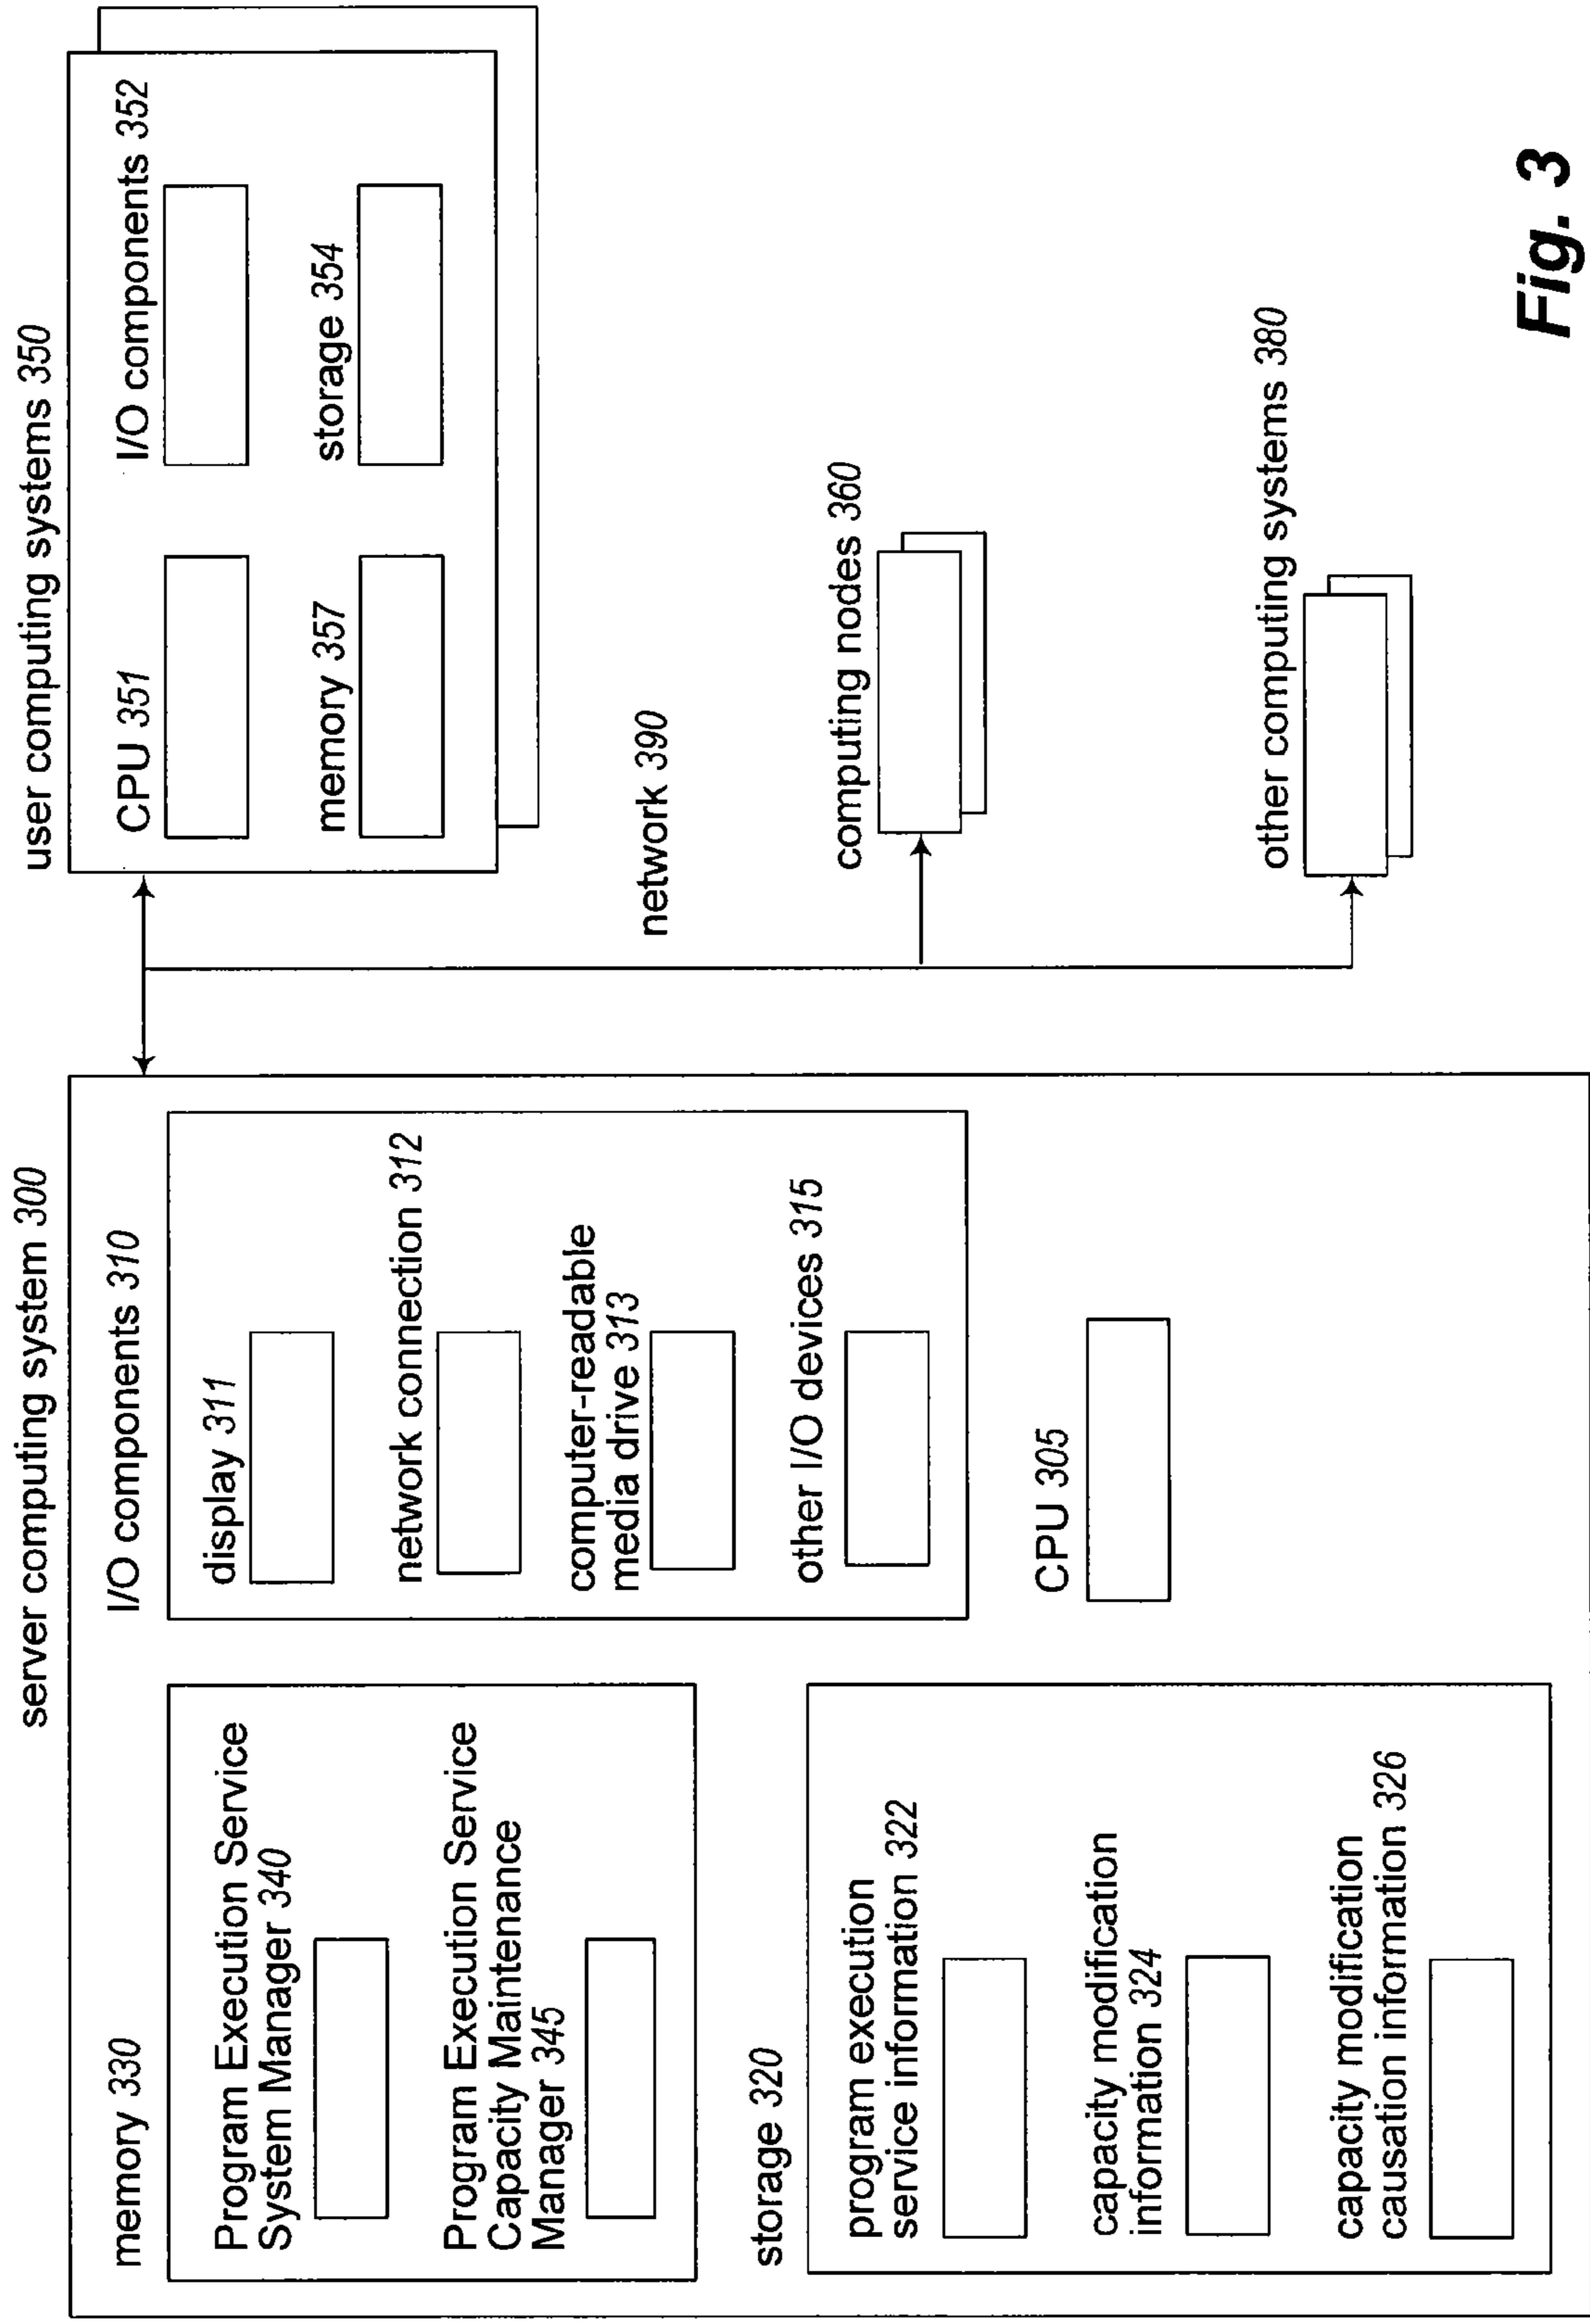 server computing system 300
memory 330
Program Execution Service
System Manager 340
Program Execution Service
Capacity Maintenance
Manager 345
storage 320
program execution
service information 322
capacity modification
information 324
capacity modification
causation information 326
I/O components 310
display 311
network connection 312
computer-readable
media drive 313
other I/O devices 315
CPU 305
user computing systems 350
CPU 351
I/O components 352
memory 357
storage 354
network 390
computing nodes 360
other computing systems 380
Fig. 3